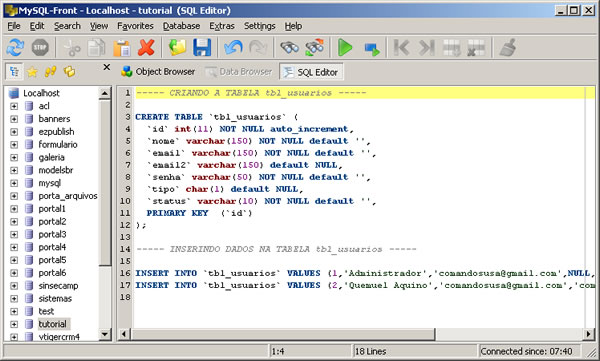 MySQL-Front - Localhost - tutorial (SQL Editor)
File Edit Search View Favorites Database Extras Settings Help
Object Browser Data Browser SQL Editor
Localhost
acl
banners
ezpublish
formulario
galeria
modelsbr
mysql
porta_arquivos
portal1
portal2
portal3
portal4
portal5
portal6
sinsecamp
sistemas
test
tutorial
vtigercrm4
1 ----- CRIANDO A TABELA tbl_usuarios -----
2
3 CREATE TABLE `tbl_usuarios` (
4 `id` int(11) NOT NULL auto_increment,
5 `nome` varchar(150) NOT NULL default '',
6 `email` varchar(150) NOT NULL default '',
7 `email2` varchar(150) default NULL,
8 `senha` varchar(50) NOT NULL default '',
9 `tipo` char(1) default NULL,
10 `status` varchar(10) NOT NULL default '',
11 PRIMARY KEY (`id`)
12 );
13
14 ----- INSERINDO DADOS NA TABELA tbl_usuarios -----
15
16 INSERT INTO `tbl_usuarios` VALUES (1,'Administrador','comandosusa@gmail.com',NULL,
17 INSERT INTO `tbl_usuarios` VALUES (2,'Quemuel Aquino','comandosusa@gmail.com','com
18
1:4 18 Lines Connected since: 07:40